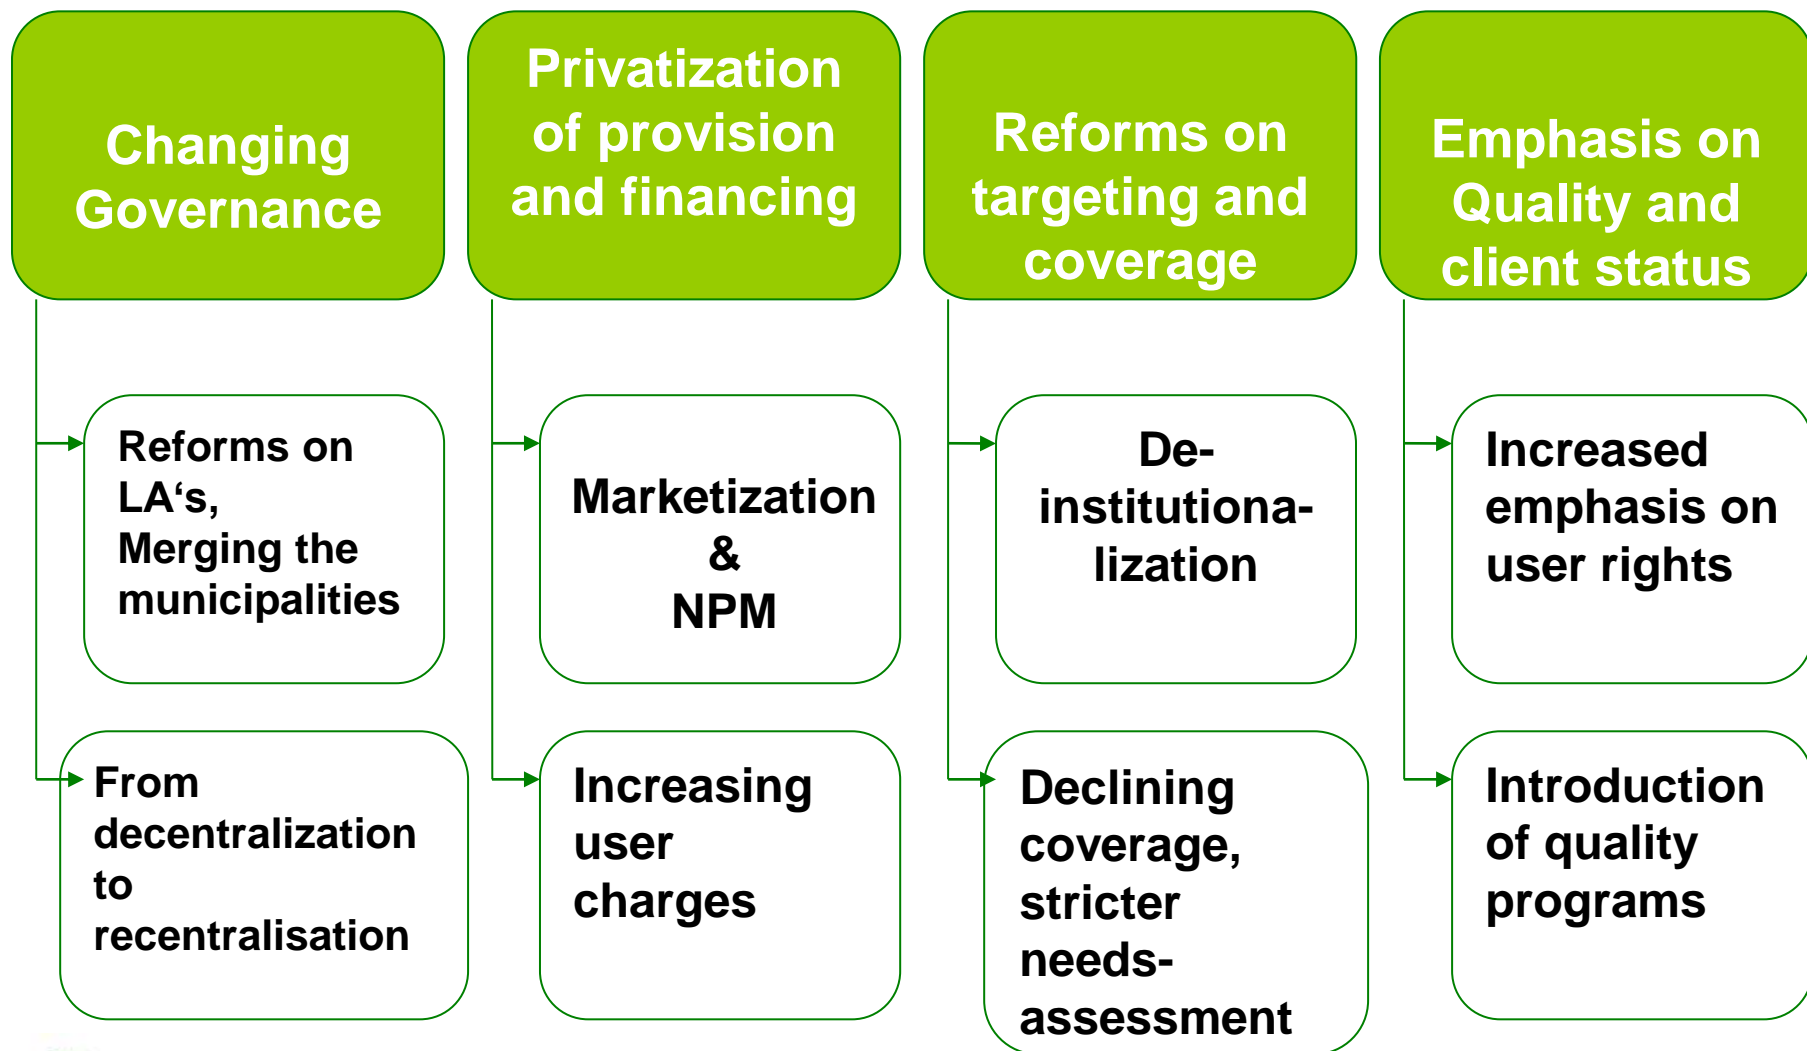 Changing
Governance
Privatization
of provision
and financing
Reforms on
targeting and
coverage
Emphasis on
Quality and
client status
Reforms on
LA‘s,
Merging the
municipalities
Marketization
&
NPM
De-
institutiona-
lization
Increased
emphasis on
user rights
From
decentralization
to
recentralisation
Increasing
user
charges
Declining
coverage,
stricter
needs-
assessment
Introduction
of quality
programs